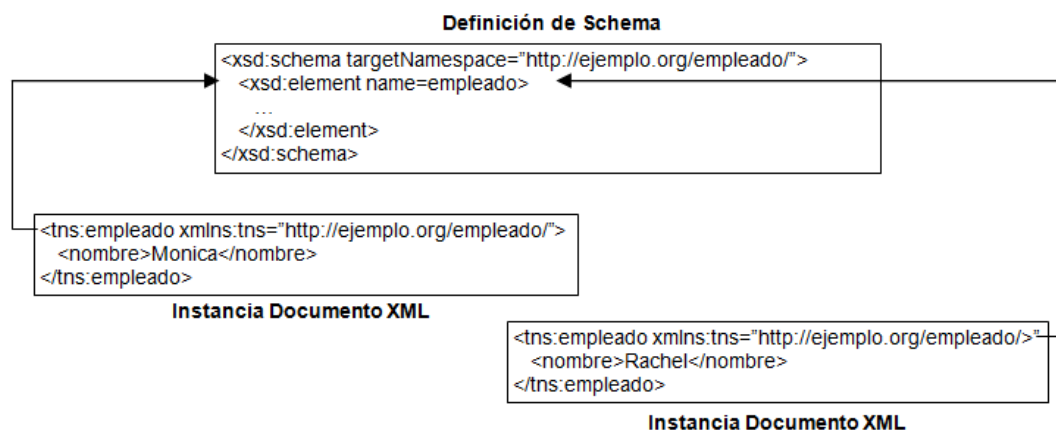 Definición de Schema
<xsd:schema targetNamespace=”http://ejemplo.org/empleado/”>
<xsd:element name=empleado>
...
</xsd:element>
</xsd:schema>
<tns:empleado xmlns:tns=”http://ejemplo.org/empleado/”>
<nombre>Monica</nombre>
</tns:empleado>
Instancia Documento XML
<tns:empleado xmlns:tns=”http://ejemplo.org/empleado/>”
<nombre>Rachel</nombre>
</tns:empleado>
Instancia Documento XML